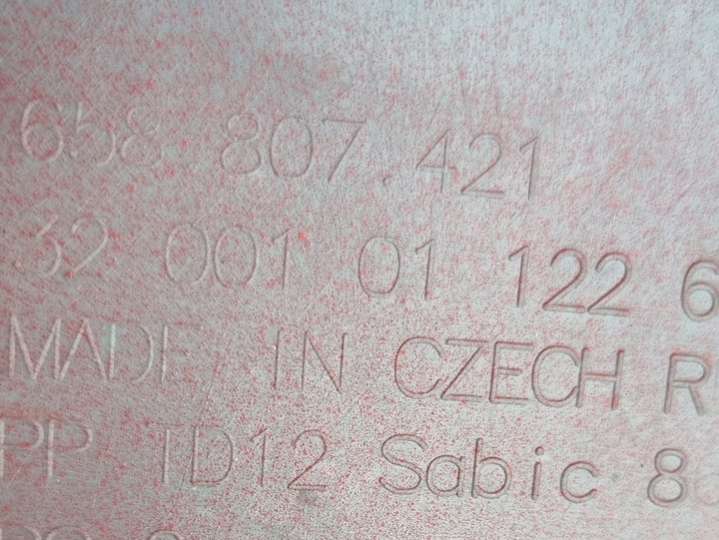 658 807.421
32 001 01 122 6
MADE IN CZECH R
PP TD12 Sabic 8